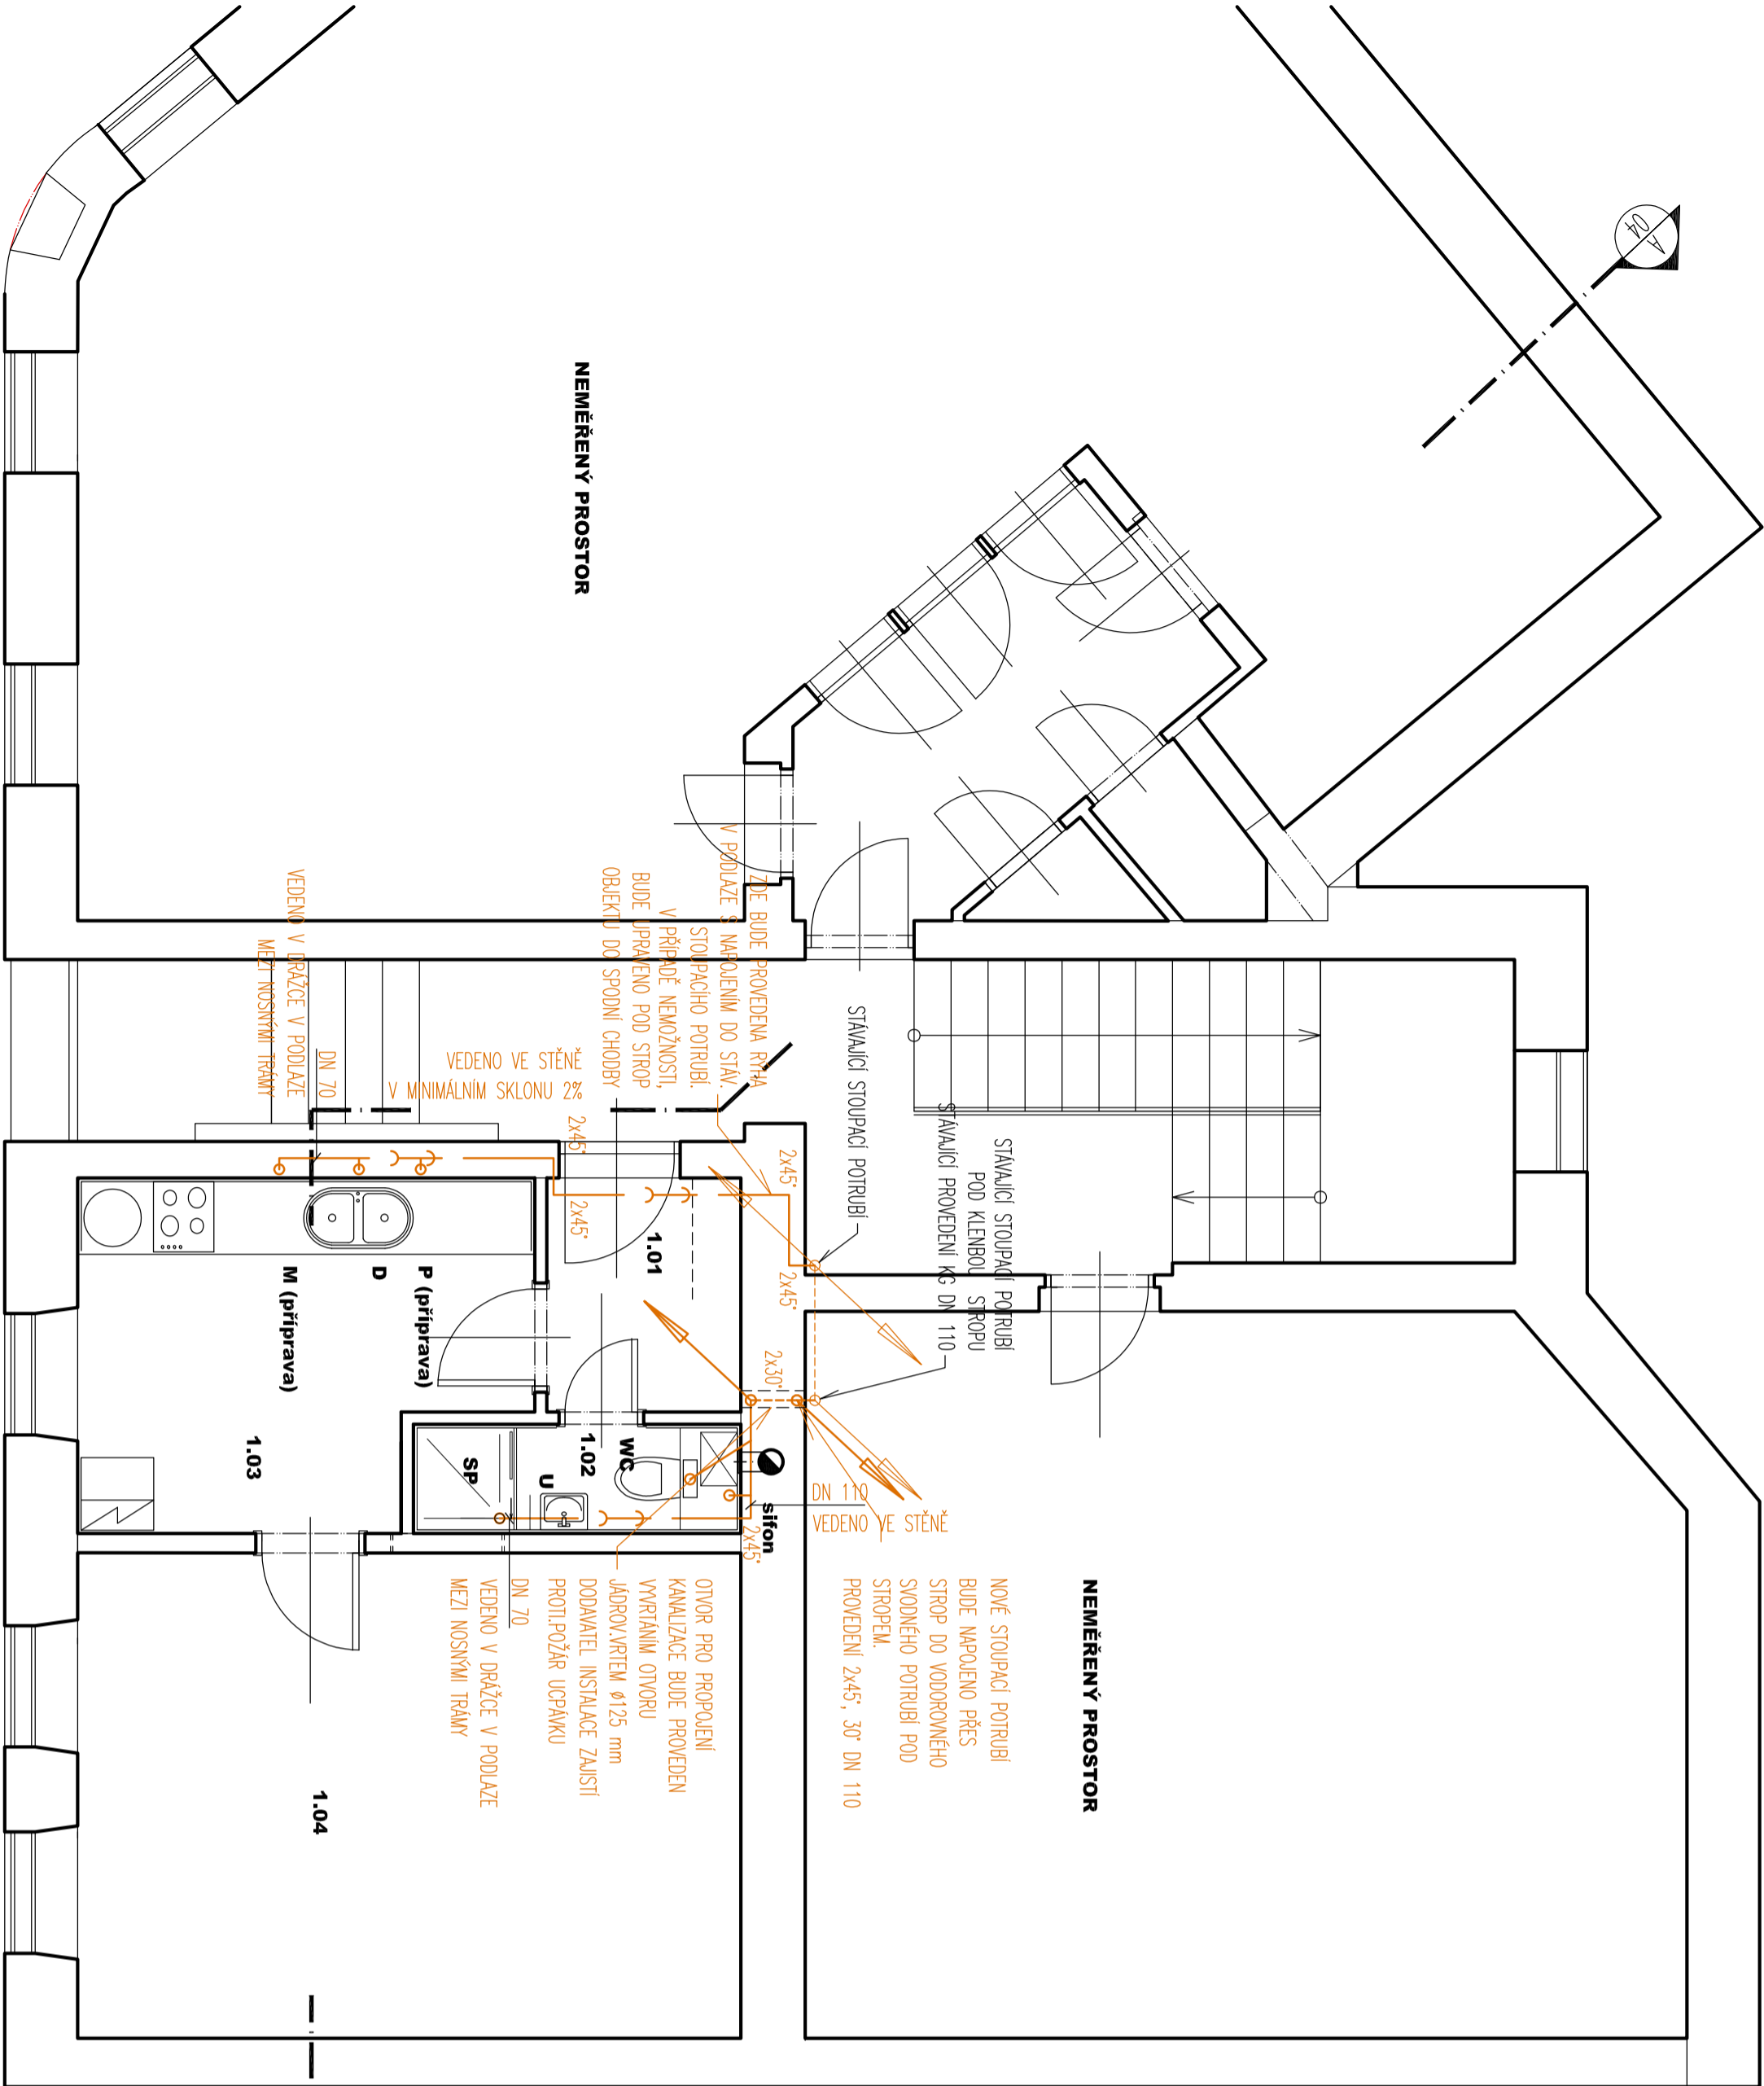 A
04
NEMĚŘENÝ PROSTOR
ZDE BUDE PROVEDENA RÝHA
V PODLAZE S NAPOJENÍM DO STÁV.
STOUPACÍHO POTRUBÍ.
V PŘÍPADĚ NEMOŽNOSTI,
BUDE UPRAVENO POD STROP
OBJEKTU DO SPODNÍ CHODBY
VEDENO VE STĚNĚ
V MINIMÁLNÍM SKLONU 2%
DN 70
VEDENO V DRÁŽCE V PODLAZE
MEZI NOSNÝMI TRÁMY
STÁVAJÍCÍ STOUPACÍ POTRUBÍ
STÁVAJÍCÍ STOUPACÍ POTRUBÍ
POD KLENBOU STROPU
STÁVAJÍCÍ PROVEDENÍ KG DN 110
2x45°
2x45°
2x45°
2x45°
2x30°
2x45°
1.01
P (příprava)
D
M (příprava)
1.03
WC
1.02
U
SP
sifon
DN 110
VEDENO VE STĚNĚ
NEMĚŘENÝ PROSTOR
NOVÉ STOUPACÍ POTRUBÍ
BUDE NAPOJENO PŘES
STROP DO VODOROVNÉHO
SVODNÉHO POTRUBÍ POD
STROPEM.
PROVEDENÍ 2x45°, 30° DN 110
OTVOR PRO PROPOJENÍ
KANALIZACE BUDE PROVEDEN
VYVRTÁNÍM OTVORU
JÁDROV.VRTEM ø125 mm
DODAVATEL INSTALACE ZAJISTÍ
PROTI.POŽÁR UCPÁVKU
DN 70
VEDENO V DRÁŽCE V PODLAZE
MEZI NOSNÝMI TRÁMY
1.04